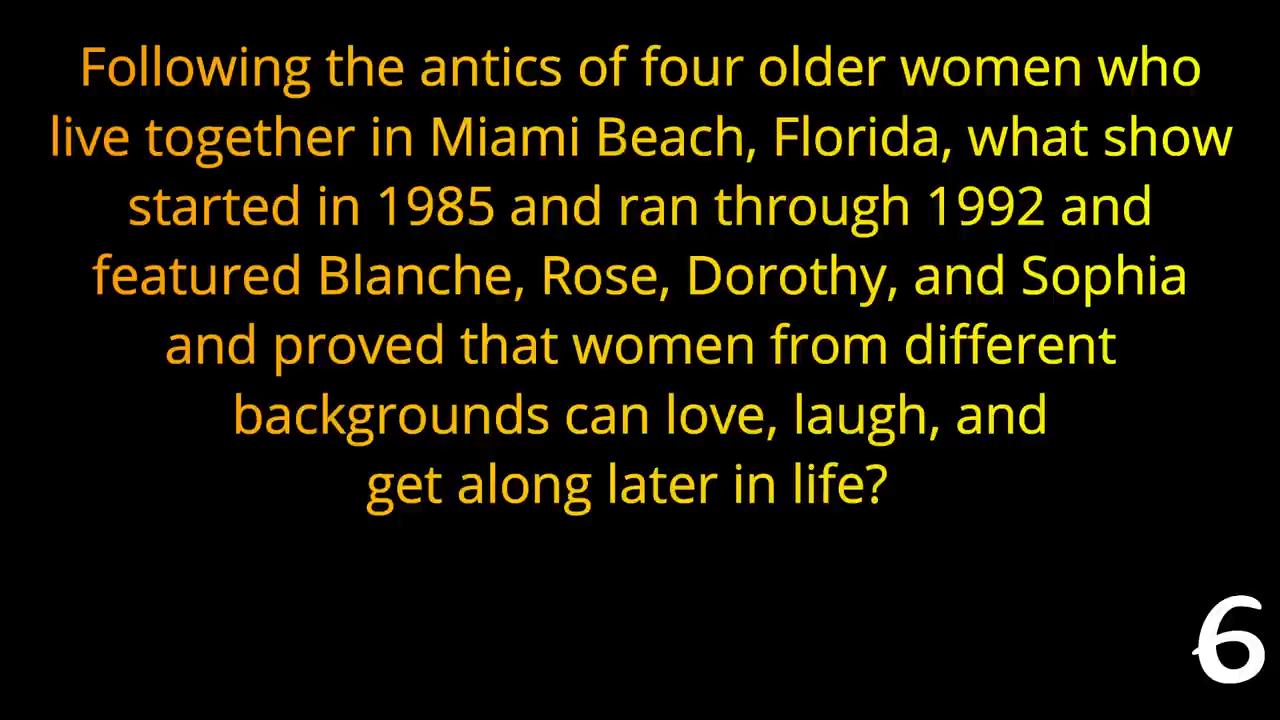 Following the antics of four older women who
live together in Miami Beach, Florida, what show
started in 1985 and ran through 1992 and
featured Blanche, Rose, Dorothy, and Sophia
and proved that women from different
backgrounds can love, laugh, and
get along later in life?
6